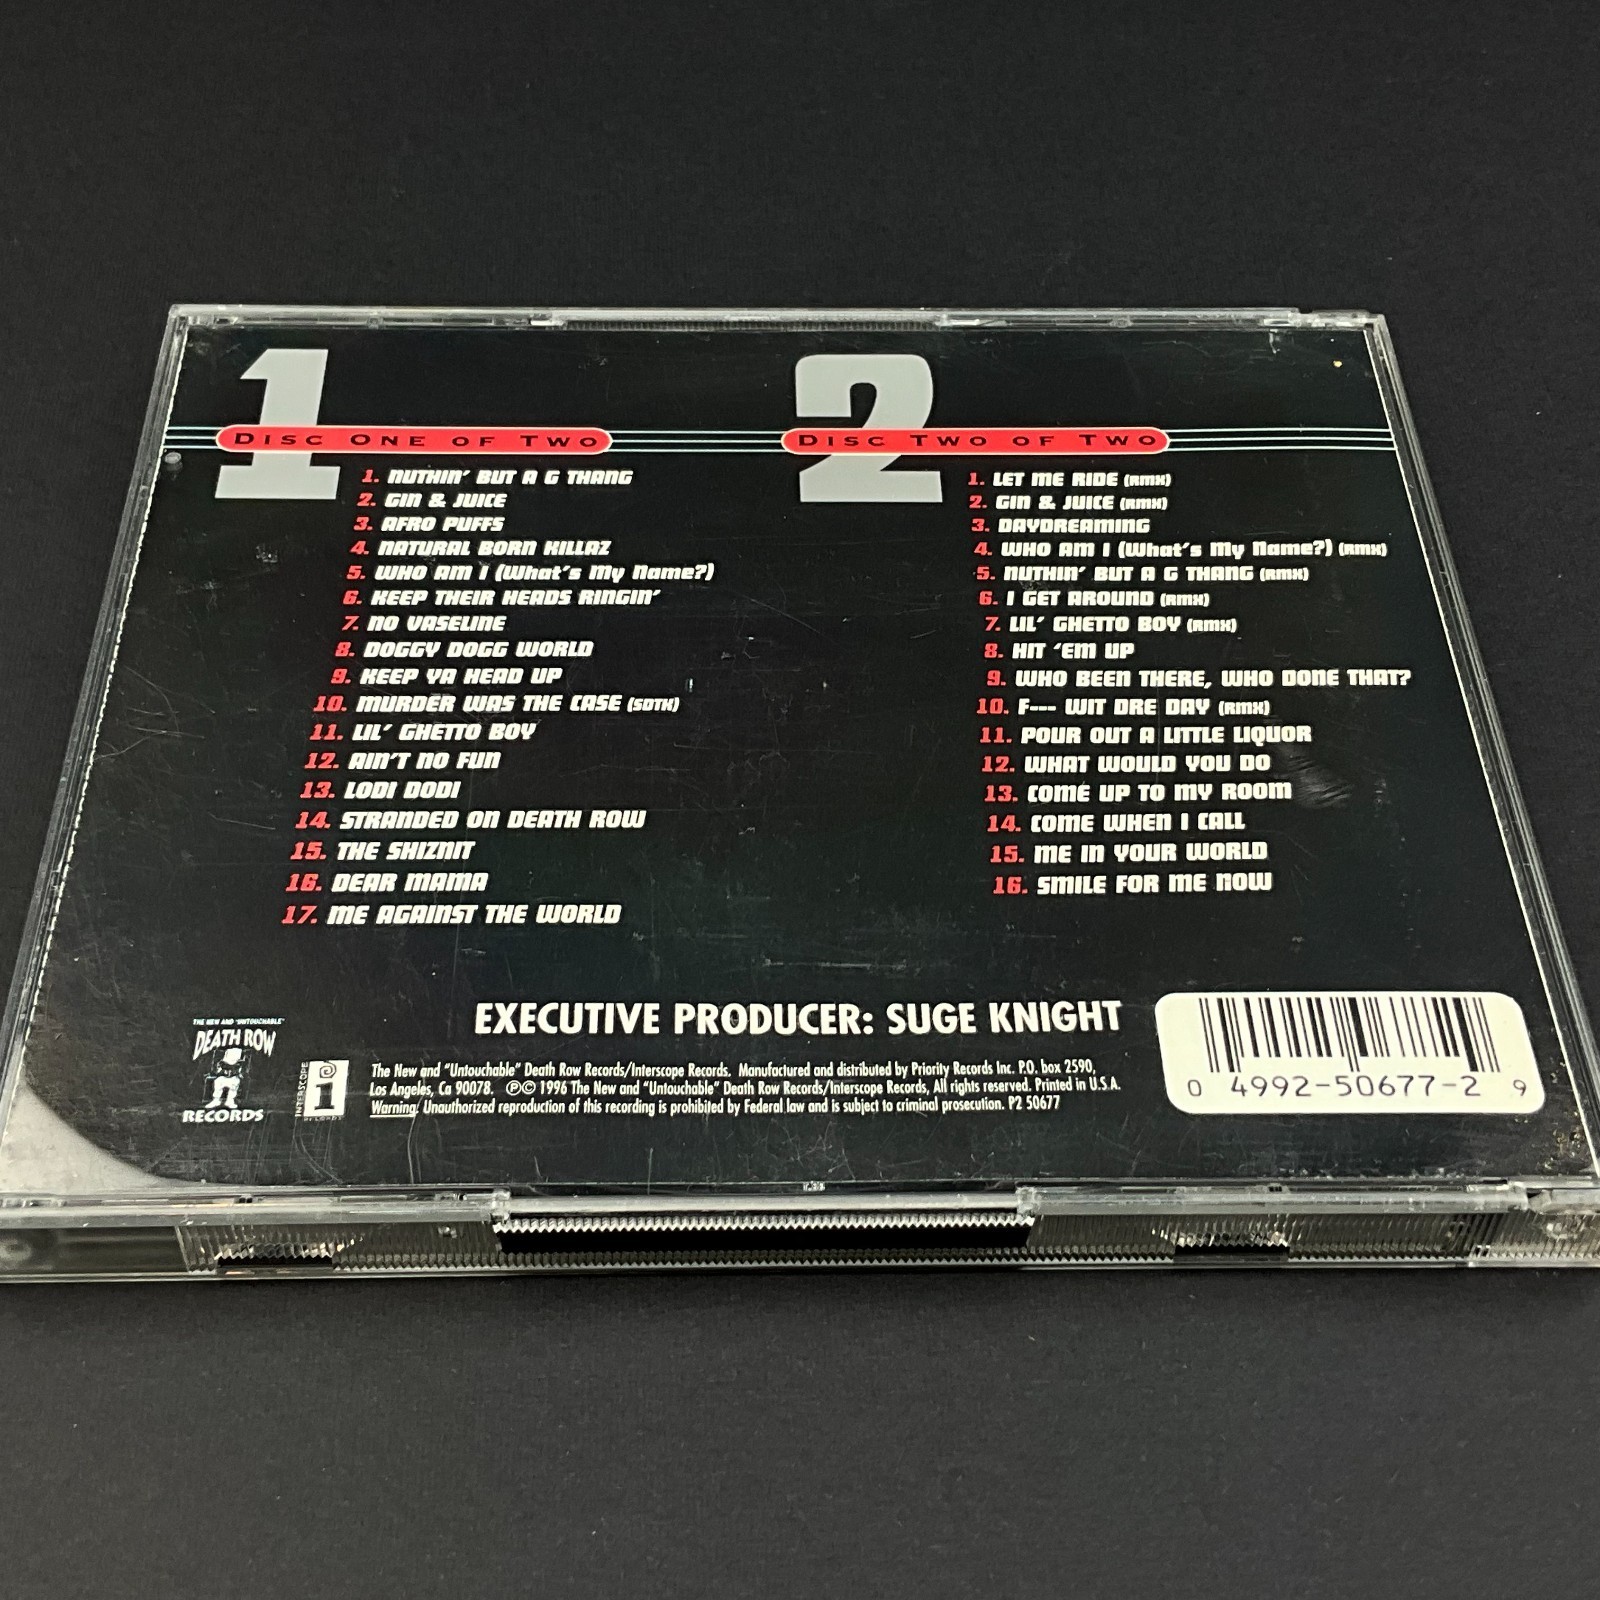 1
DISC ONE OF TWO
1. NUTHIN' BUT A G THANG
2. GIN & JUICE
3. AFRO PUFFS
4. NATURAL BORN KILLAZ
5. WHO AM I (What's My Name?)
6. KEEP THEIR HEADS RINGIN'
7. NO VASELINE
8. DOGGY DOGG WORLD
9. KEEP YA HEAD UP
10. MURDER WAS THE CASE (SDTK)
11. LIL' GHETTO BOY
12. AIN'T NO FUN
13. LODI DODI
14. STRANDED ON DEATH ROW
15. THE SHIZNIT
16. DEAR MAMA
17. ME AGAINST THE WORLD
2
DISC TWO OF TWO
1. LET ME RIDE (RMX)
2. GIN & JUICE (RMX)
3. DAYDREAMING
4. WHO AM I (What's My Name?) (RMX)
5. NUTHIN' BUT A G THANG (RMX)
6. I GET AROUND (RMX)
7. LIL' GHETTO BOY (RMX)
8. HIT 'EM UP
9. WHO BEEN THERE, WHO DONE THAT?
10. F--- WIT DRE DAY (RMX)
11. POUR OUT A LITTLE LIQUOR
12. WHAT WOULD YOU DO
13. COME UP TO MY ROOM
14. COME WHEN I CALL
15. ME IN YOUR WORLD
16. SMILE FOR ME NOW
EXECUTIVE PRODUCER: SUGE KNIGHT
THE NEW AND "UNTOUCHABLE"
DEATH ROW
RECORDS
INTERSCOPE
RECORDS
The New and "Untouchable" Death Row Records/Interscope Records. Manufactured and distributed by Priority Records Inc. P.O. box 2590,
Los Angeles, Ca 90078. ℗© 1996 The New and "Untouchable" Death Row Records/Interscope Records, All rights reserved. Printed in U.S.A.
Warning: Unauthorized reproduction of this recording is prohibited by Federal law and is subject to criminal prosecution. P2 50677
0 4992-50677-2 9